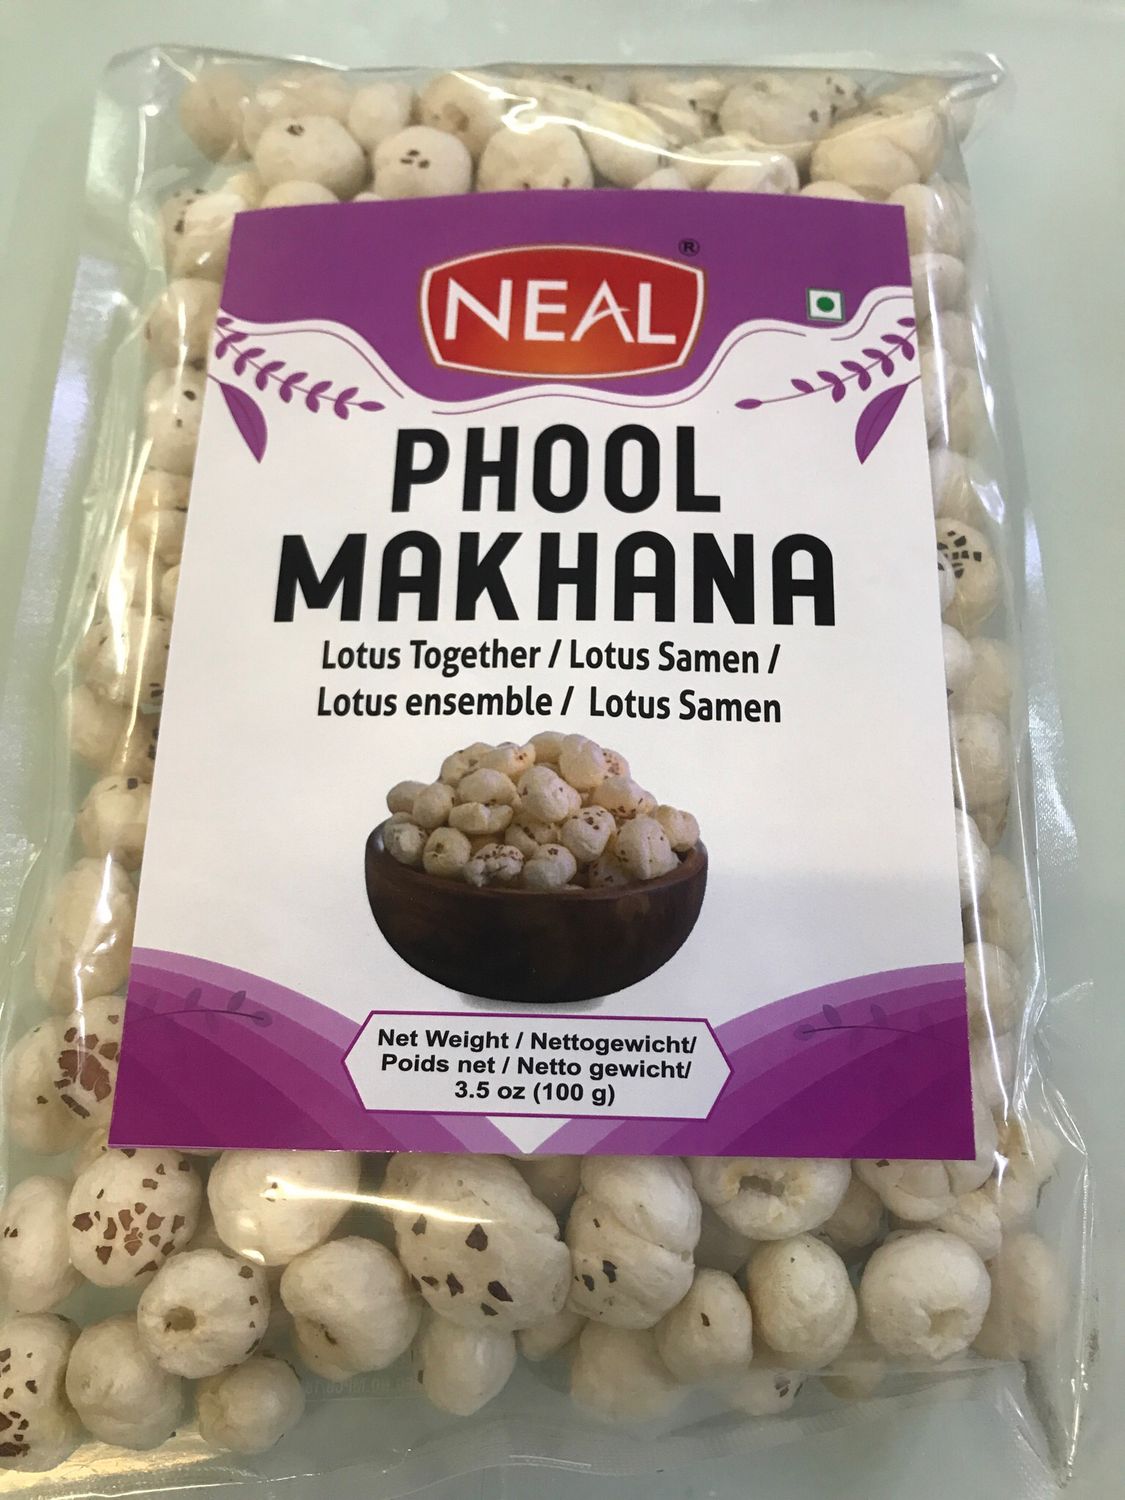 NEAL®
PHOOL
MAKHANA
Lotus Together / Lotus Samen /
Lotus ensemble / Lotus Samen
Net Weight / Nettogewicht/
Poids net / Netto gewicht/
3.5 oz (100 g)